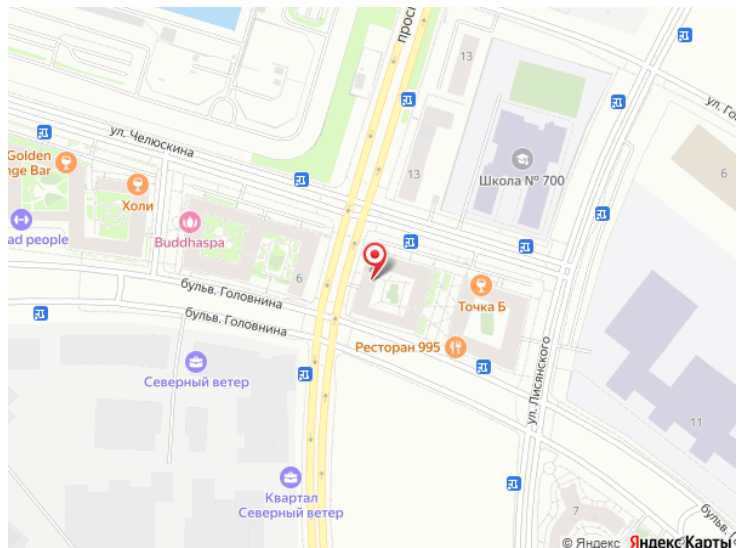 просп
13
ул. Гов
ул. Челюскина
Golden
nge Bar
Холи
13
Школа № 700
6
ad people
Buddhaspa
6
Точка Б
бульв. Головнина
бульв. Головнина
Ресторан 995
Северный ветер
ул. Лисянского
11
Квартал
Северный ветер
7
бульв. Го
© Яндекс Яндекс Карты